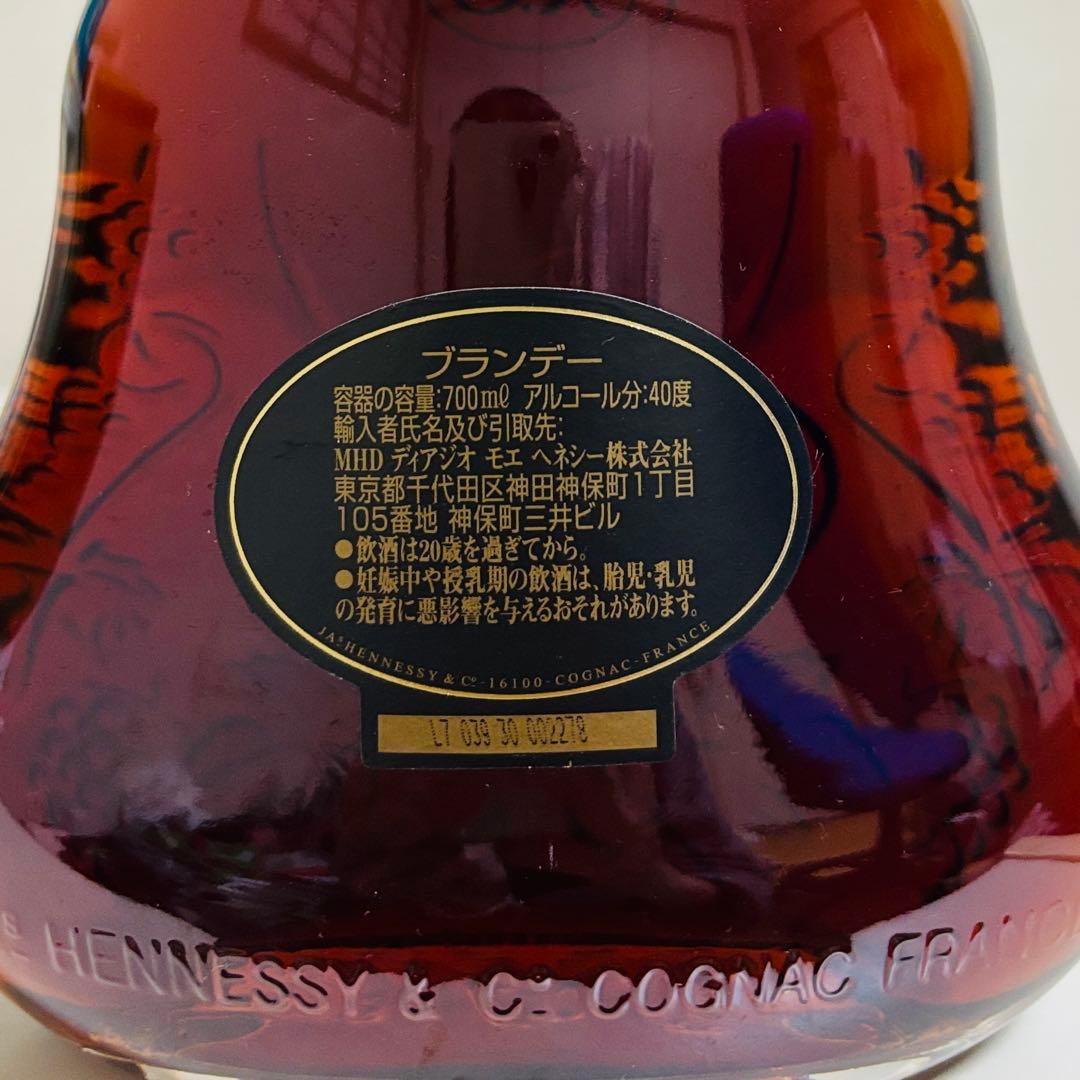 ブランデー
容器の容量:700mℓ アルコール分:40度
輸入者氏名及び引取先:
MHD ディアジオ モエ ヘネシー株式会社
東京都千代田区神田神保町1丁目
105番地 神保町三井ビル
●飲酒は20歳を過ぎてから。
●妊娠中や授乳期の飲酒は、胎児・乳児
の発育に悪影響を与えるおそれがあります。
JAS HENNESSY & Co-16100-COGNAC-FRANCE
L7 039 30 002278
HENNESSY & Co COGNAC